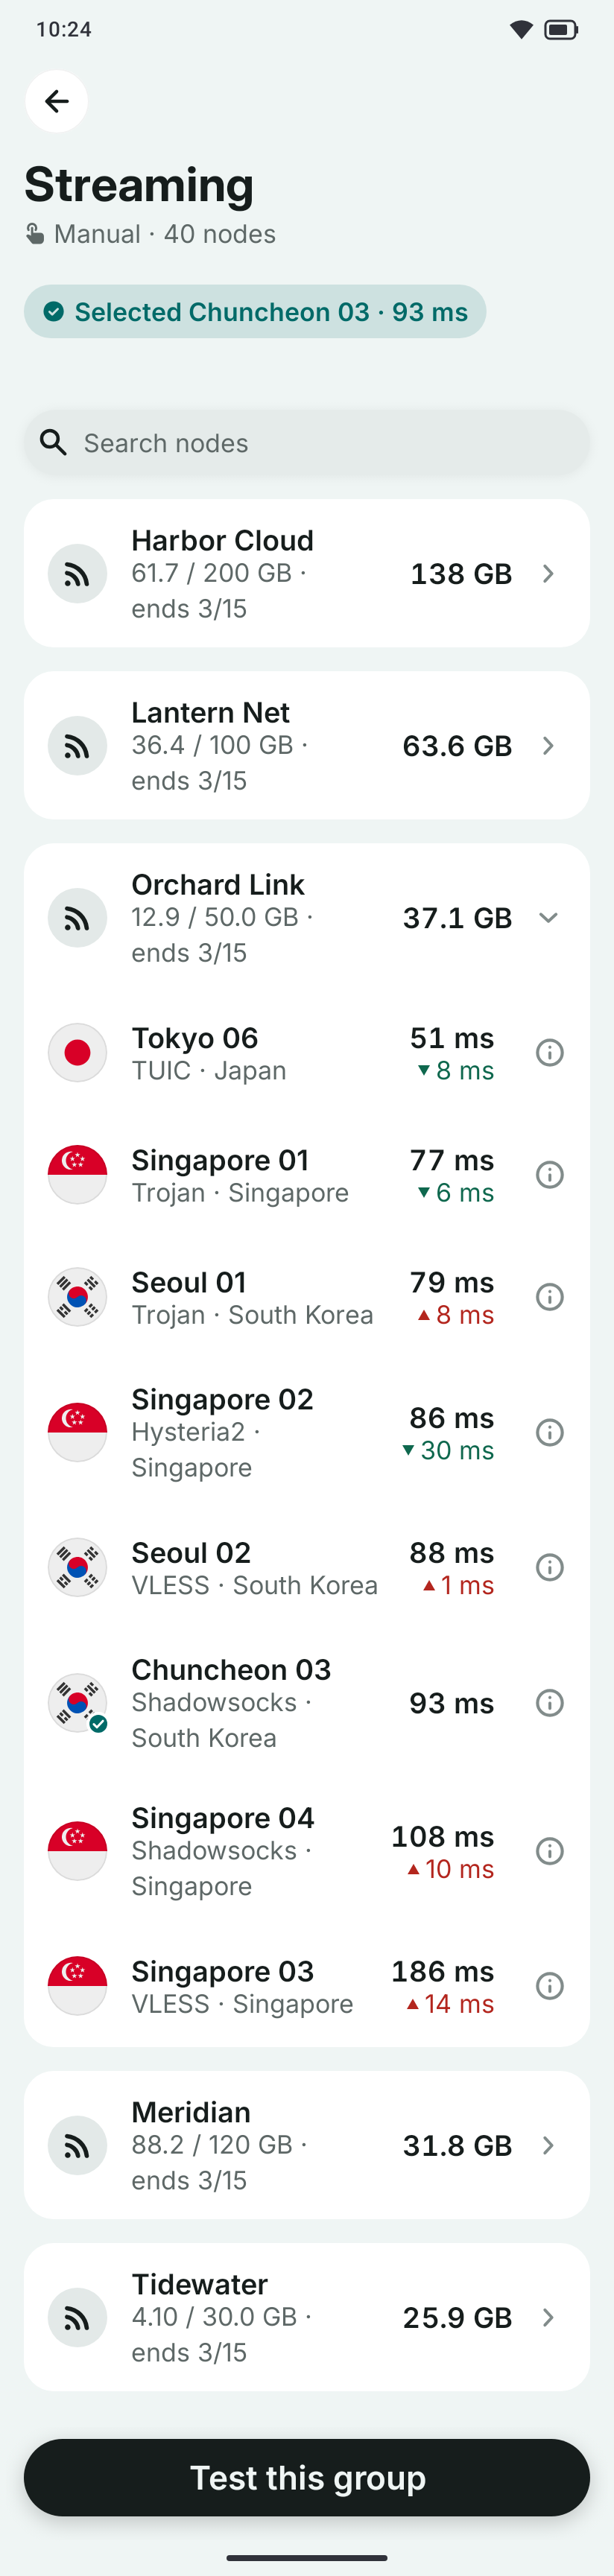 10:24
Streaming
Manual · 40 nodes
Selected Chuncheon 03 · 93 ms
Search nodes
Harbor Cloud
61.7 / 200 GB ·
ends 3/15
138 GB
Lantern Net
36.4 / 100 GB ·
ends 3/15
63.6 GB
Orchard Link
12.9 / 50.0 GB ·
ends 3/15
37.1 GB
Tokyo 06
TUIC · Japan
51 ms
▼ 8 ms
Singapore 01
Trojan · Singapore
77 ms
▼ 6 ms
Seoul 01
Trojan · South Korea
79 ms
▲ 8 ms
Singapore 02
Hysteria2 ·
Singapore
86 ms
▼ 30 ms
Seoul 02
VLESS · South Korea
88 ms
▲ 1 ms
Chuncheon 03
Shadowsocks ·
South Korea
93 ms
Singapore 04
Shadowsocks ·
Singapore
108 ms
▲ 10 ms
Singapore 03
VLESS · Singapore
186 ms
▲ 14 ms
Meridian
88.2 / 120 GB ·
ends 3/15
31.8 GB
Tidewater
4.10 / 30.0 GB ·
ends 3/15
25.9 GB
Test this group